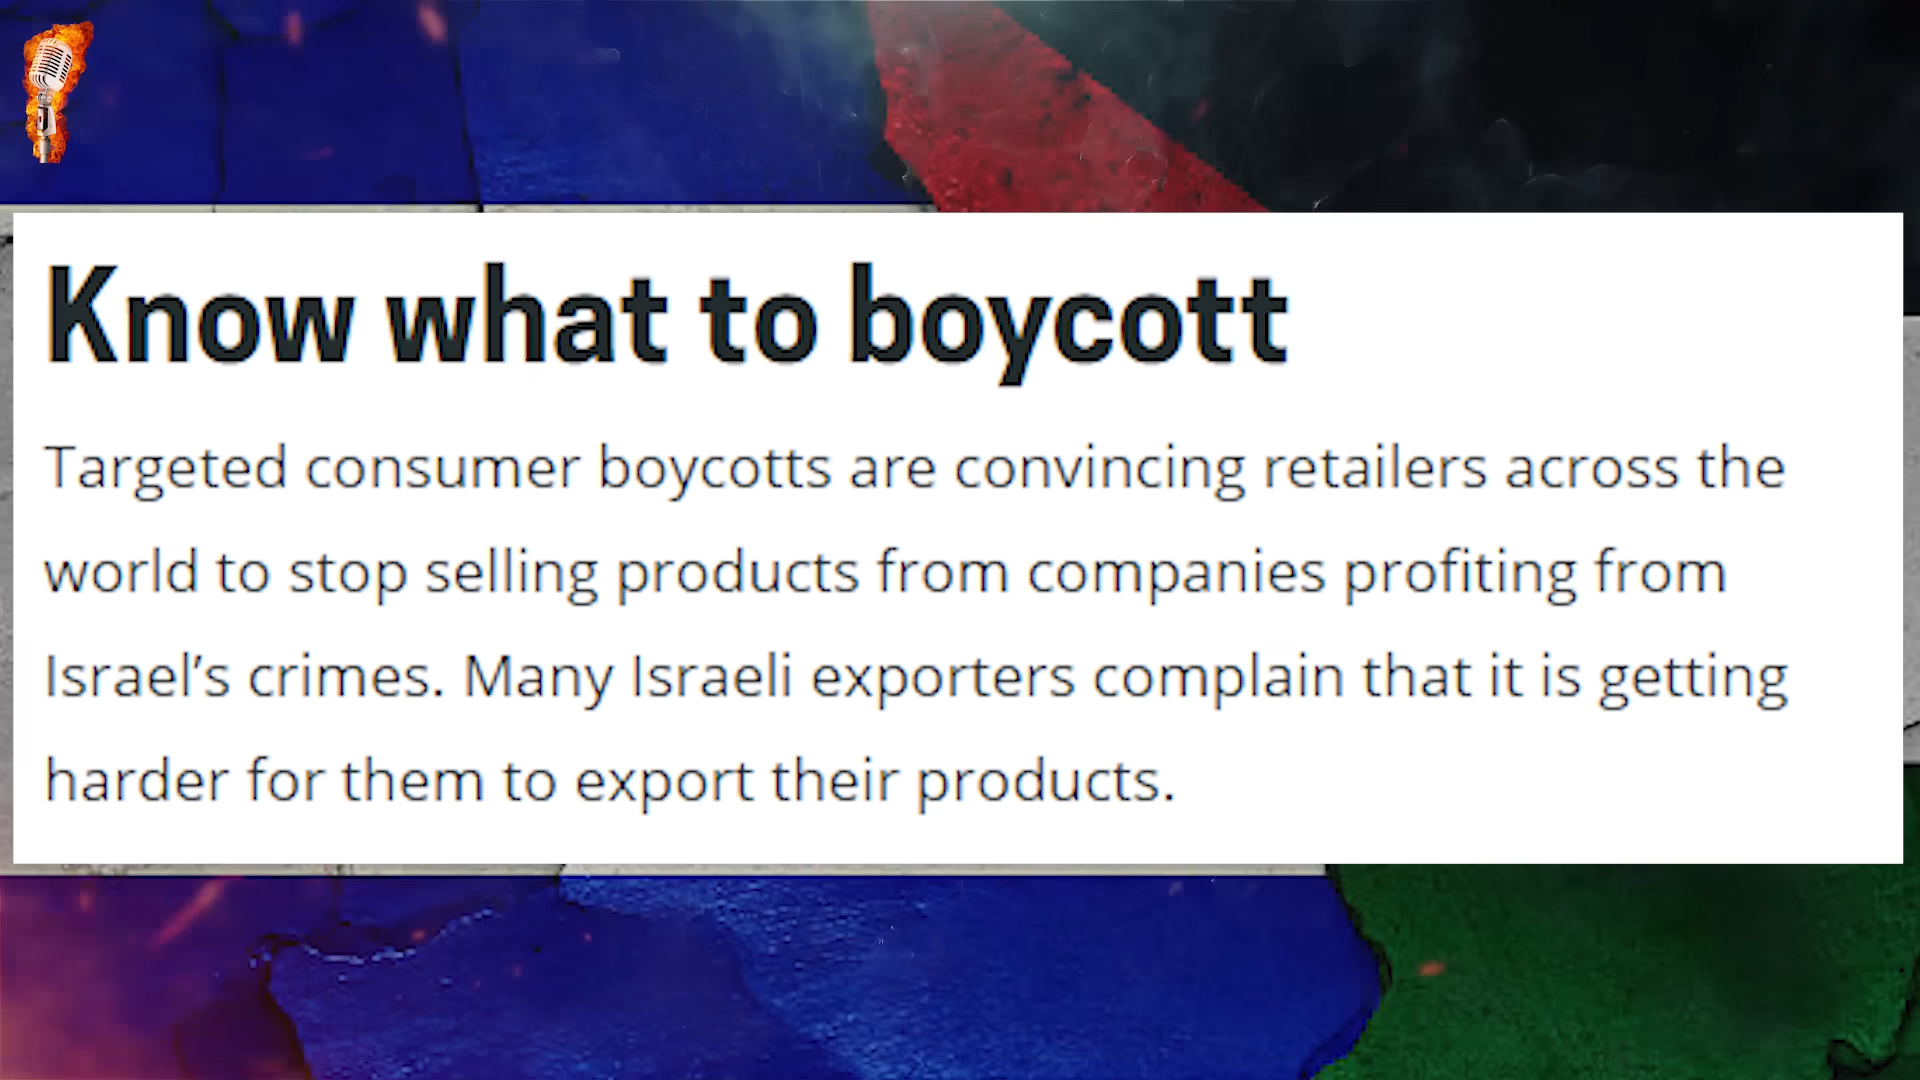 Know what to boycott
Targeted consumer boycotts are convincing retailers across the
world to stop selling products from companies profiting from
Israel’s crimes. Many Israeli exporters complain that it is getting
harder for them to export their products.